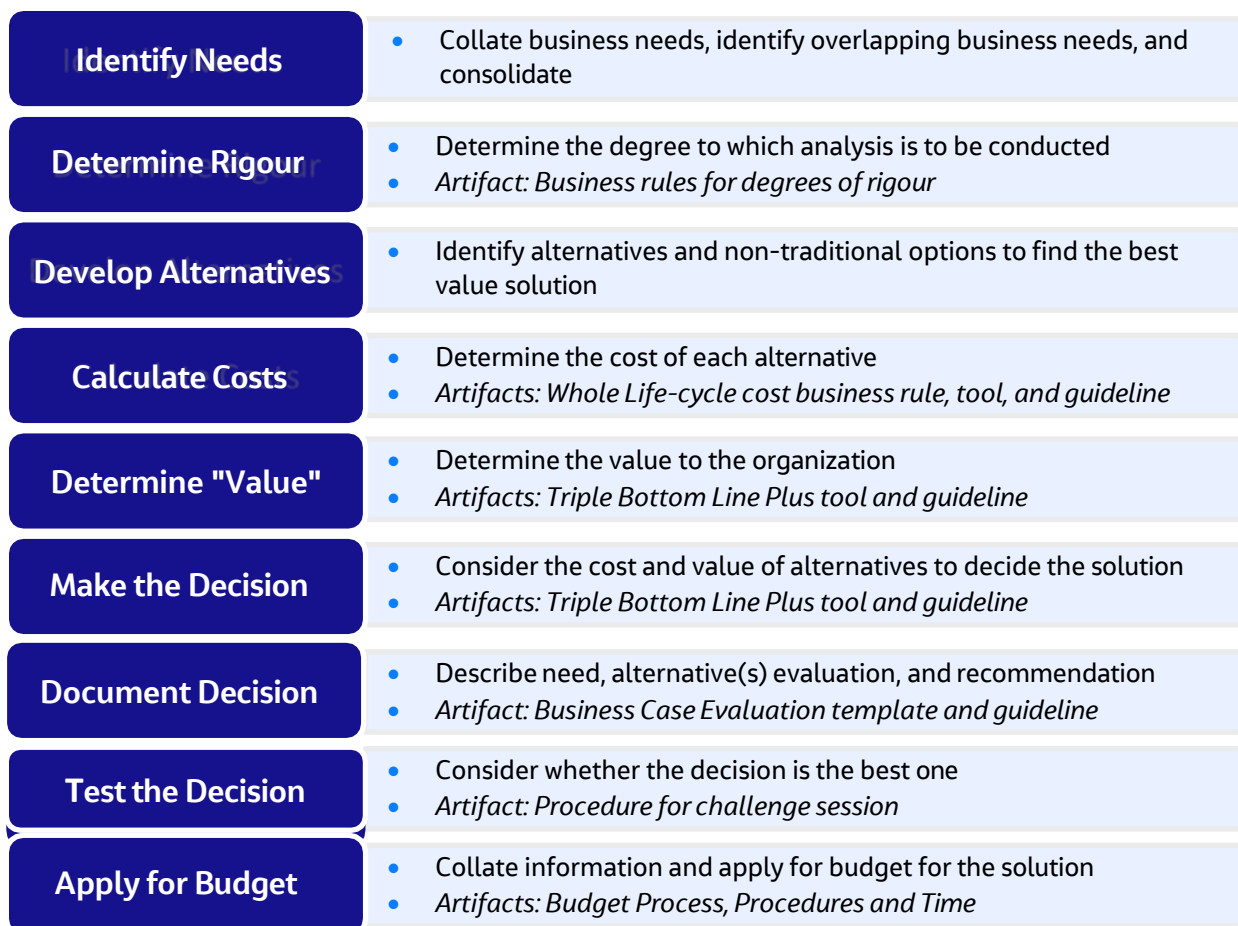 Identify Needs
• Collate business needs, identify overlapping business needs, and
consolidate
Determine Rigour
• Determine the degree to which analysis is to be conducted
• Artifact: Business rules for degrees of rigour
Develop Alternatives
• Identify alternatives and non-traditional options to find the best
value solution
Calculate Costs
• Determine the cost of each alternative
• Artifacts: Whole Life-cycle cost business rule, tool, and guideline
Determine "Value"
• Determine the value to the organization
• Artifacts: Triple Bottom Line Plus tool and guideline
Make the Decision
• Consider the cost and value of alternatives to decide the solution
• Artifacts: Triple Bottom Line Plus tool and guideline
Document Decision
• Describe need, alternative(s) evaluation, and recommendation
• Artifact: Business Case Evaluation template and guideline
Test the Decision
• Consider whether the decision is the best one
• Artifact: Procedure for challenge session
Apply for Budget
• Collate information and apply for budget for the solution
• Artifacts: Budget Process, Procedures and Time